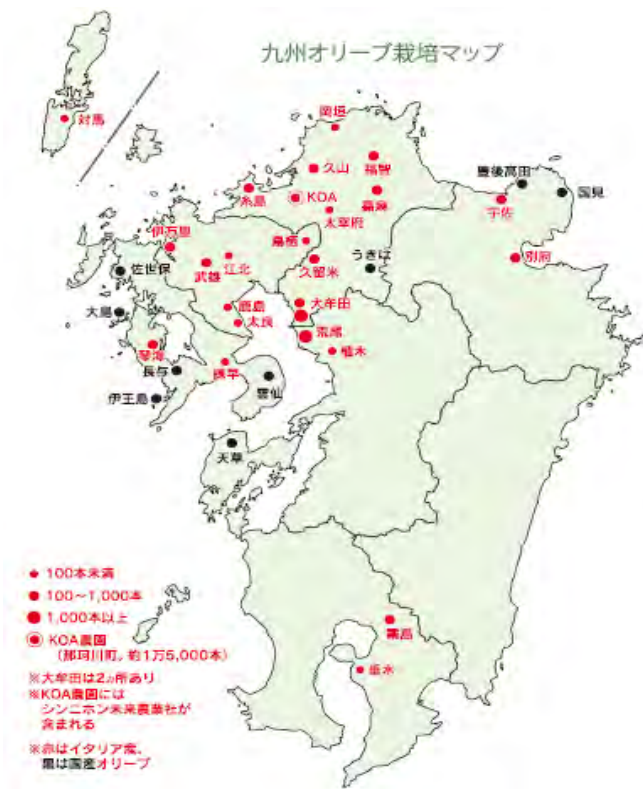 九州オリーブ栽培マップ
対馬
岡垣
久山
福智
豊後高田
国見
糸島
KOA
嘉麻
宇佐
太宰府
伊万里
鳥栖
うきは
別府
佐世保
武雄
江北
久留米
大島
鹿島
大牟田
太良
荒尾
琴海
植木
長与
諫早
雲仙
伊王島
天草
霧島
垂水
100本未満
100～1,000本
1,000本以上
KOA農園
(那珂川町。約1万5,000本)
※大牟田は2ヵ所あり
※KOA農園には
シンニホン未来農業社が
含まれる
※赤はイタリア産、
黒は国産オリーブ